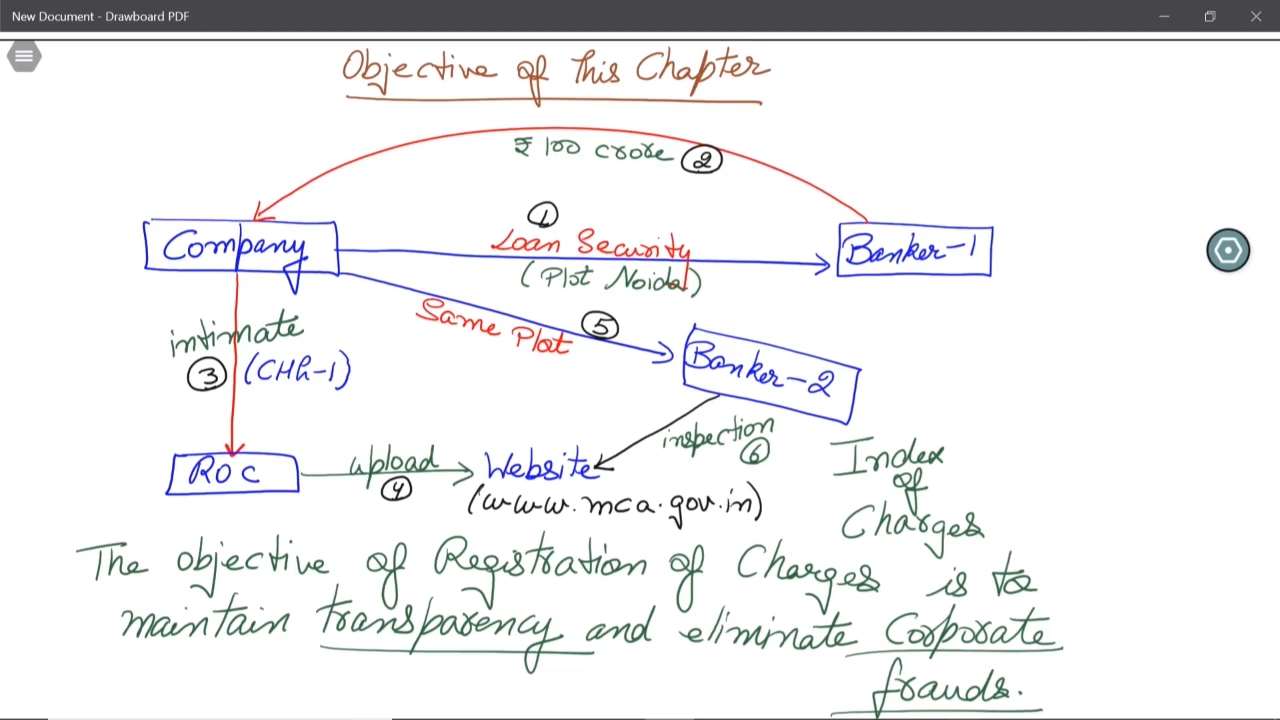 New Document - Drawboard PDF
Objective of this Chapter
₹ 100 crore ②
①
Company
Loan Security
(Plot Noida)
Banker-1
Same Plot ⑤
intimate
③ (CHG-1)
Banker-2
inspection
⑥
ROC
upload
④
Website
(www.mca.gov.in)
Index
of
Charges
The objective of Registration of Charges is to
maintain transparency and eliminate Corporate
frauds.